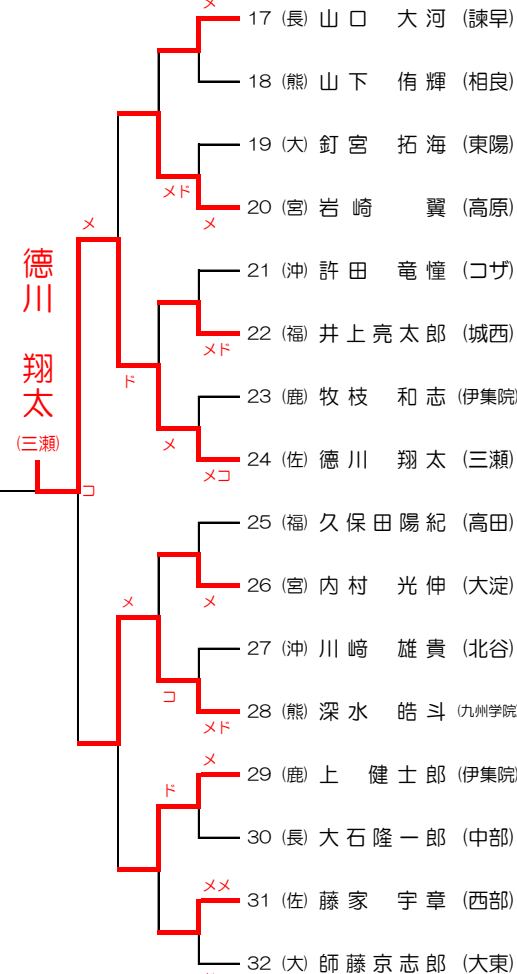 メ
17 (長) 山口 大河 (諫早)
18 (熊) 山下 侑輝 (相良)
19 (大) 釘宮 拓海 (東陽)
メド
20 (宮) 岩崎 翼 (高原)
メ
メ
21 (沖) 許田 竜憧 (コザ)
22 (福) 井上亮太郎 (城西)
メド
ド
23 (鹿) 牧枝 和志 (伊集院)
メ
24 (佐) 德川 翔太 (三瀬)
メコ
德川 翔太
(三瀬)
コ
25 (福) 久保田陽紀 (高田)
26 (宮) 内村 光伸 (大淀)
メ
メ
27 (沖) 川﨑 雄貴 (北谷)
コ
28 (熊) 深水 皓斗 (九州学院)
メド
メ
29 (鹿) 上 健士郎 (伊集院)
ド
30 (長) 大石隆一郎 (中部)
メメ
31 (佐) 藤家 宇章 (西部)
32 (大) 師藤京志郎 (大東)